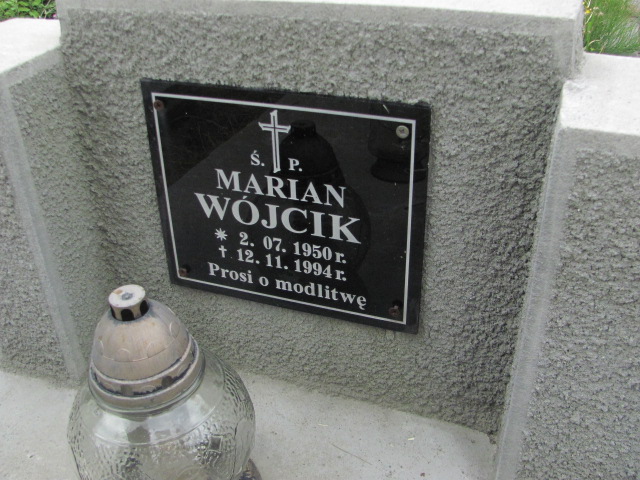 Ś. P.
MARIAN
WÓJCIK
* 2. 07. 1950 r.
† 12. 11. 1994 r.
Prosi o modlitwę